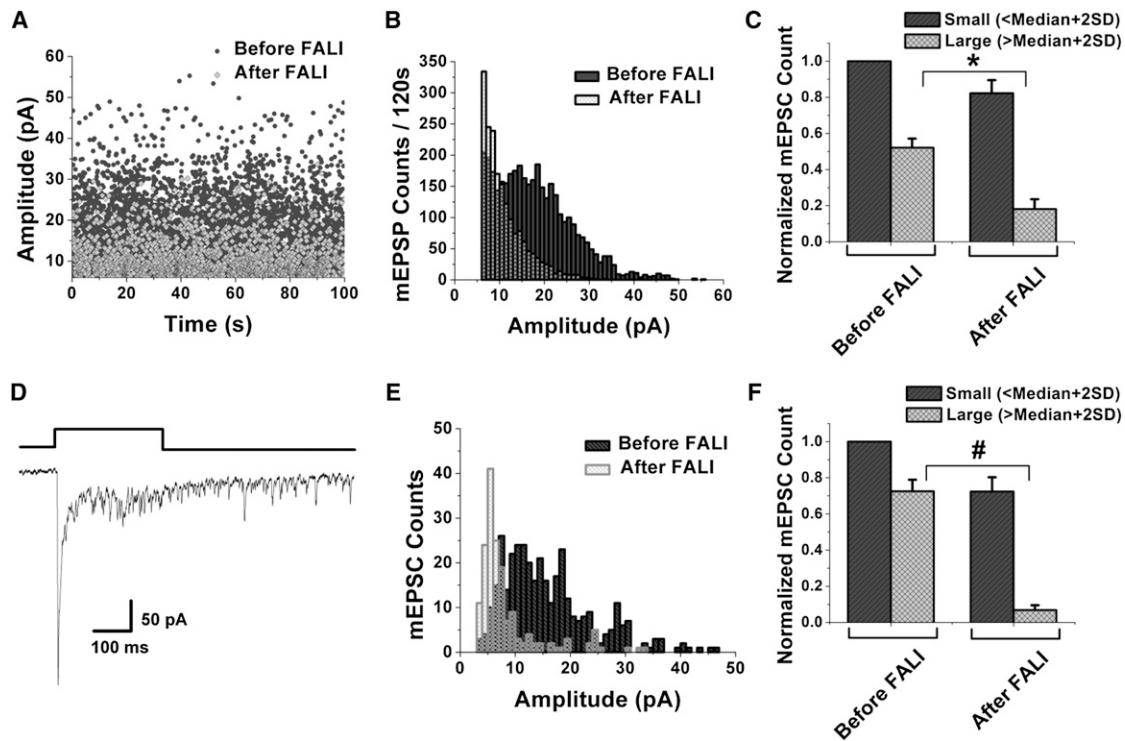 A
Before FALI
After FALI
60
50
40
30
20
10
Amplitude (pA)
0 20 40 60 80 100
Time (s)
B
Before FALI
After FALI
350
300
250
200
150
100
50
0
mEPSP Counts / 120s
0 10 20 30 40 50 60
Amplitude (pA)
C
Small (<Median+2SD)
Large (>Median+2SD)
*
1.0
0.8
0.6
0.4
0.2
0.0
Normalized mEPSC Count
Before FALI
After FALI
D
50 pA
100 ms
E
Before FALI
After FALI
50
40
30
20
10
0
mEPSC Counts
0 10 20 30 40 50
Amplitude (pA)
F
Small (<Median+2SD)
Large (>Median+2SD)
#
1.0
0.8
0.6
0.4
0.2
0.0
Normalized mEPSC Count
Before FALI
After FALI